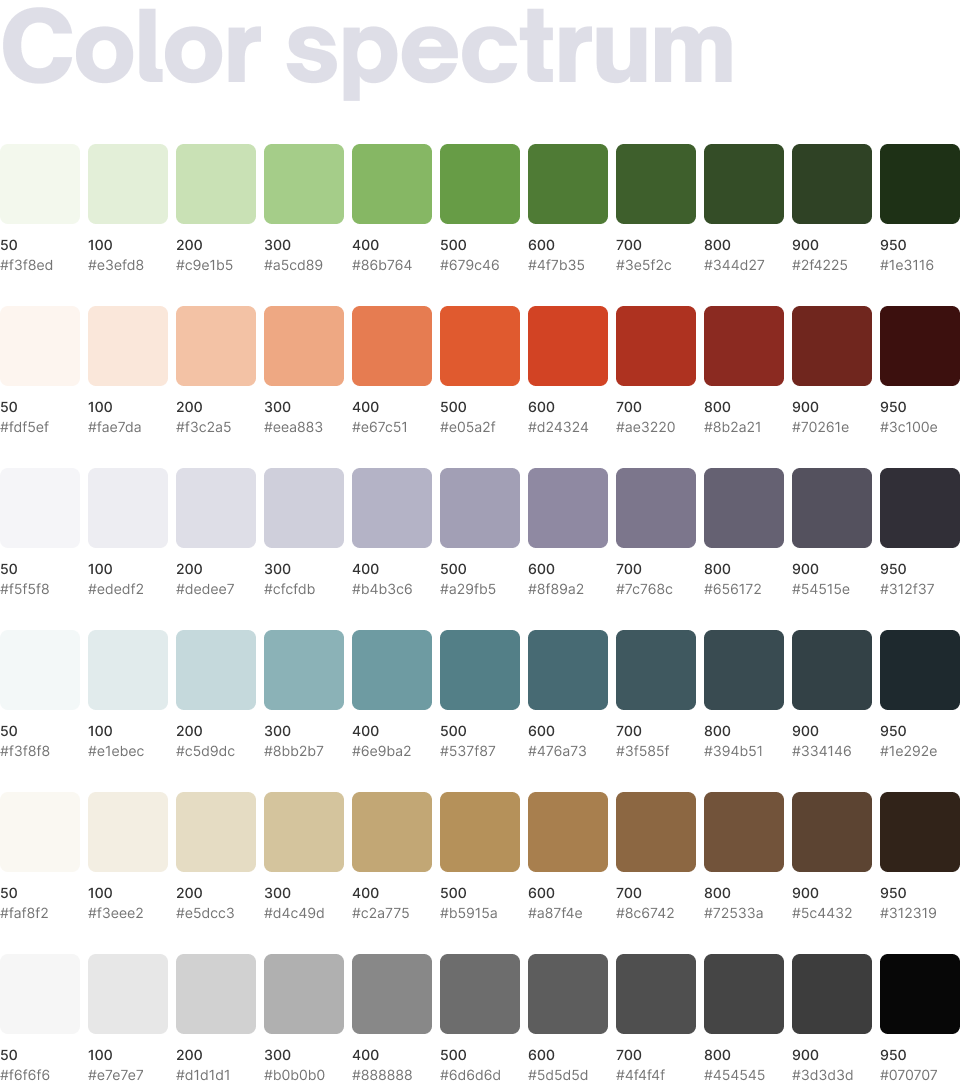 Color spectrum
50 100 200 300 400 500 600 700 800 900 950
#f3f8ed #e3efd8 #c9e1b5 #a5cd89 #86b764 #679c46 #4f7b35 #3e5f2c #344d27 #2f4225 #1e3116
50 100 200 300 400 500 600 700 800 900 950
#fdf5ef #fae7da #f3c2a5 #eea883 #e67c51 #e05a2f #d24324 #ae3220 #8b2a21 #70261e #3c100e
50 100 200 300 400 500 600 700 800 900 950
#f5f5f8 #ededf2 #dedee7 #cfcfdb #b4b3c6 #a29fb5 #8f89a2 #7c768c #656172 #54515e #312f37
50 100 200 300 400 500 600 700 800 900 950
#f3f8f8 #e1ebec #c5d9dc #8bb2b7 #6e9ba2 #537f87 #476a73 #3f585f #394b51 #334146 #1e292e
50 100 200 300 400 500 600 700 800 900 950
#faf8f2 #f3eee2 #e5dcc3 #d4c49d #c2a775 #b5915a #a87f4e #8c6742 #72533a #5c4432 #312319
50 100 200 300 400 500 600 700 800 900 950
#f6f6f6 #e7e7e7 #d1d1d1 #b0b0b0 #888888 #6d6d6d #5d5d5d #4f4f4f #454545 #3d3d3d #070707